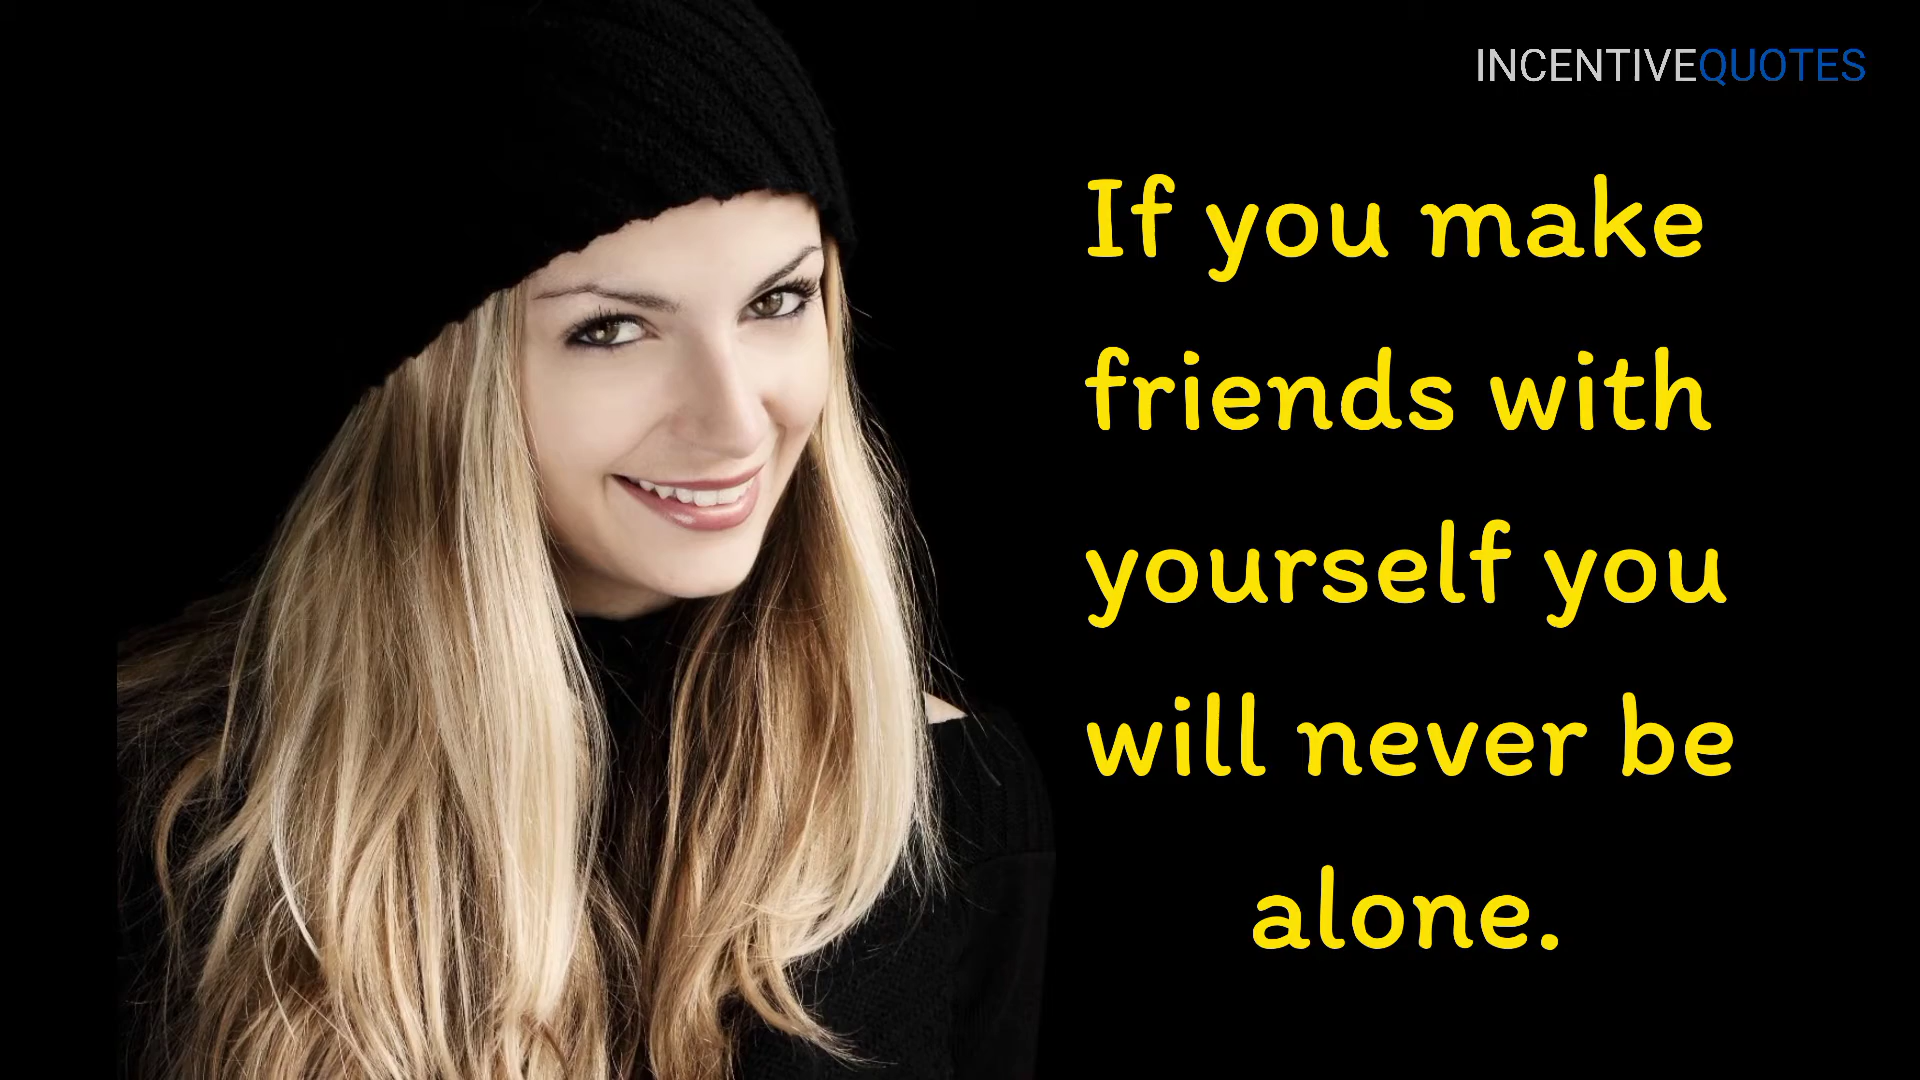 INCENTIVEQUOTES
If you make
friends with
yourself you
will never be
alone.